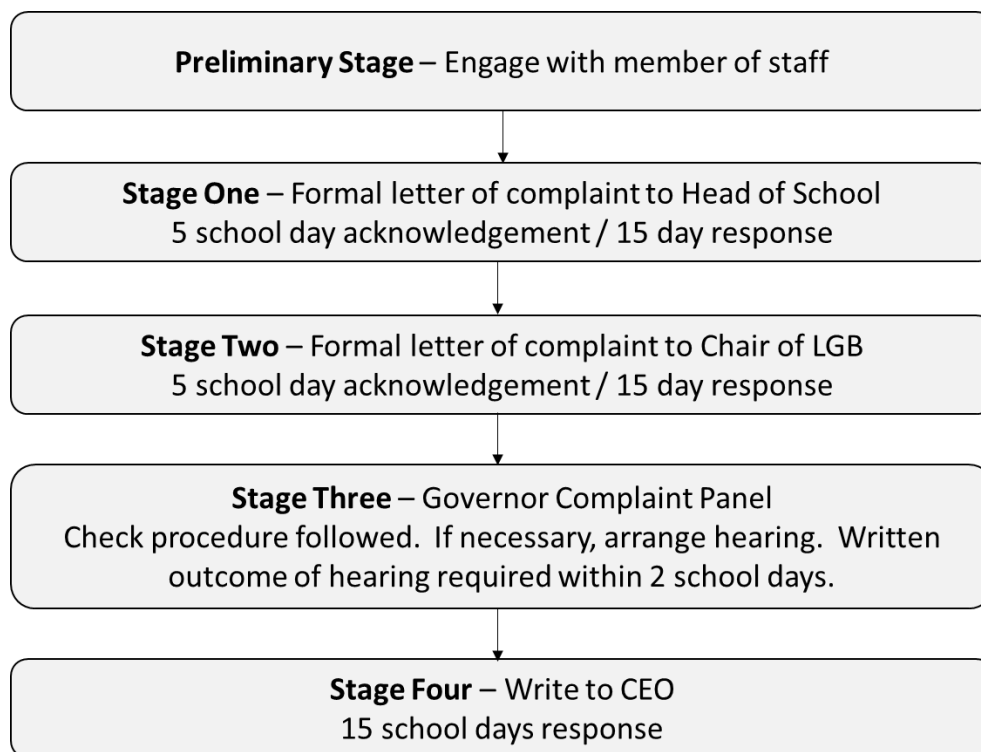 Preliminary Stage – Engage with member of staff
Stage One – Formal letter of complaint to Head of School
5 school day acknowledgement / 15 day response
Stage Two – Formal letter of complaint to Chair of LGB
5 school day acknowledgement / 15 day response
Stage Three – Governor Complaint Panel
Check procedure followed.  If necessary, arrange hearing.  Written
outcome of hearing required within 2 school days.
Stage Four – Write to CEO
15 school days response